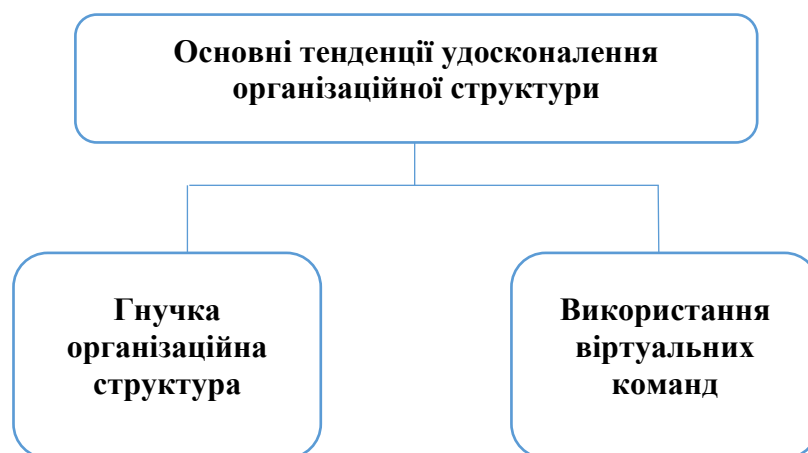 Основні тенденції удосконалення
організаційної структури
Гнучка
організаційна
структура
Використання
віртуальних
команд